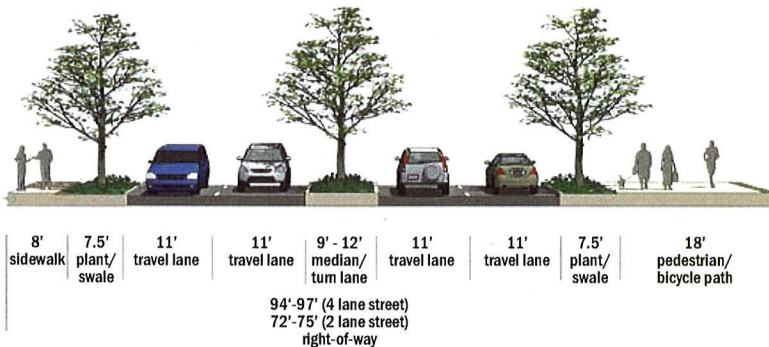 8' 7.5' 11' 11' 9' - 12' 11' 11' 7.5' 18'
sidewalk plant/ travel lane travel lane median/ travel lane travel lane plant/ pedestrian/
swale turn lane swale bicycle path
94'-97' (4 lane street)
72'-75' (2 lane street)
right-of-way